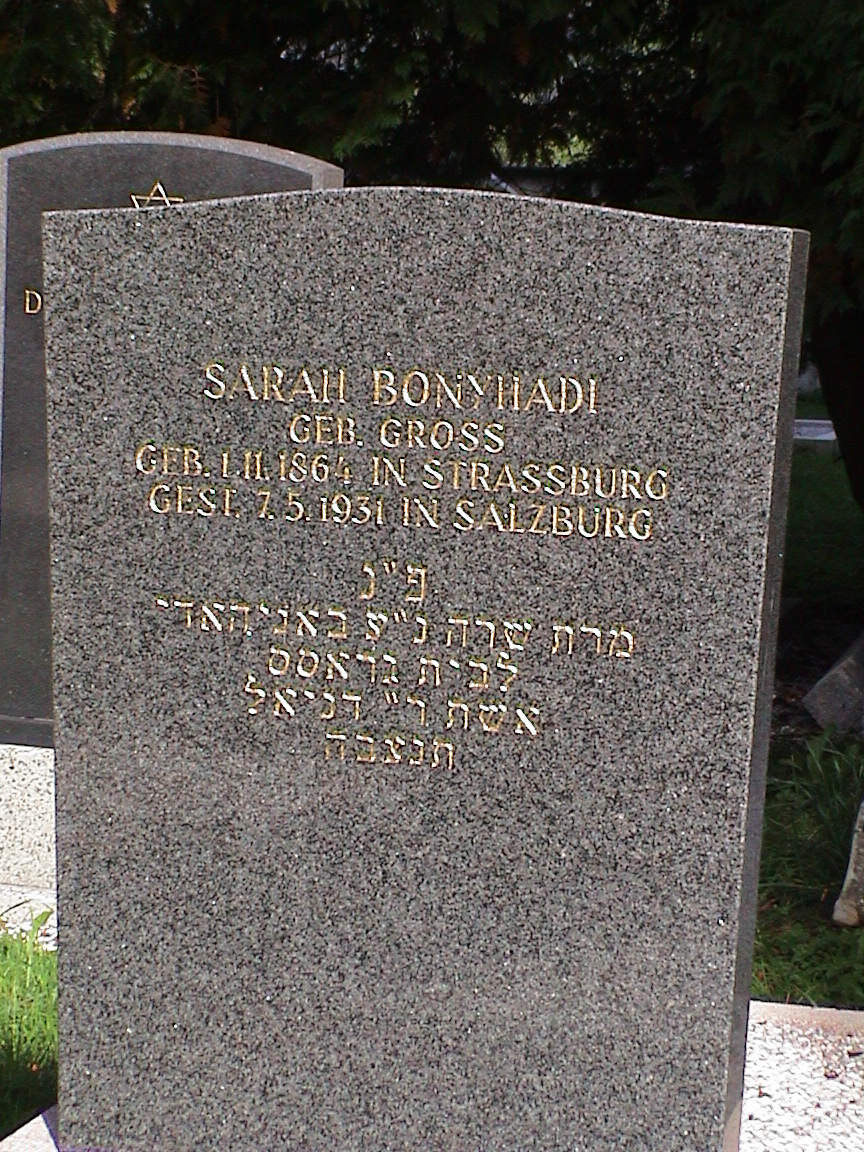 D
SARAH BONYHADI
GEB. GROSS
GEB. 1.11.1864 IN STRASSBURG
GEST. 7.5.1931 IN SALZBURG
פ"נ
מרת שרה נ"א באניהאדי
לבית גראסס
אשת ר" דניאל
תנצבה